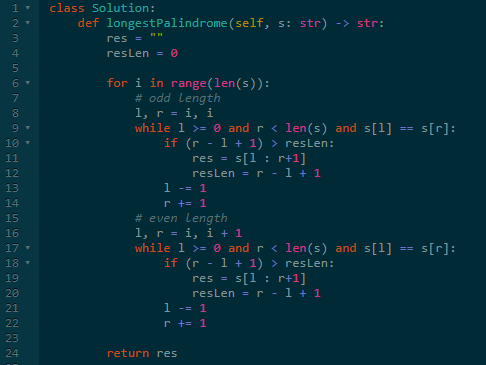 1 class Solution:
2     def longestPalindrome(self, s: str) -> str:
3         res = ""
4         resLen = 0
5
6         for i in range(len(s)):
7             # odd length
8             l, r = i, i
9             while l >= 0 and r < len(s) and s[l] == s[r]:
10                 if (r - l + 1) > resLen:
11                     res = s[l : r+1]
12                     resLen = r - l + 1
13                 l -= 1
14                 r += 1
15             # even length
16             l, r = i, i + 1
17             while l >= 0 and r < len(s) and s[l] == s[r]:
18                 if (r - l + 1) > resLen:
19                     res = s[l : r+1]
20                     resLen = r - l + 1
21                 l -= 1
22                 r += 1
23
24         return res